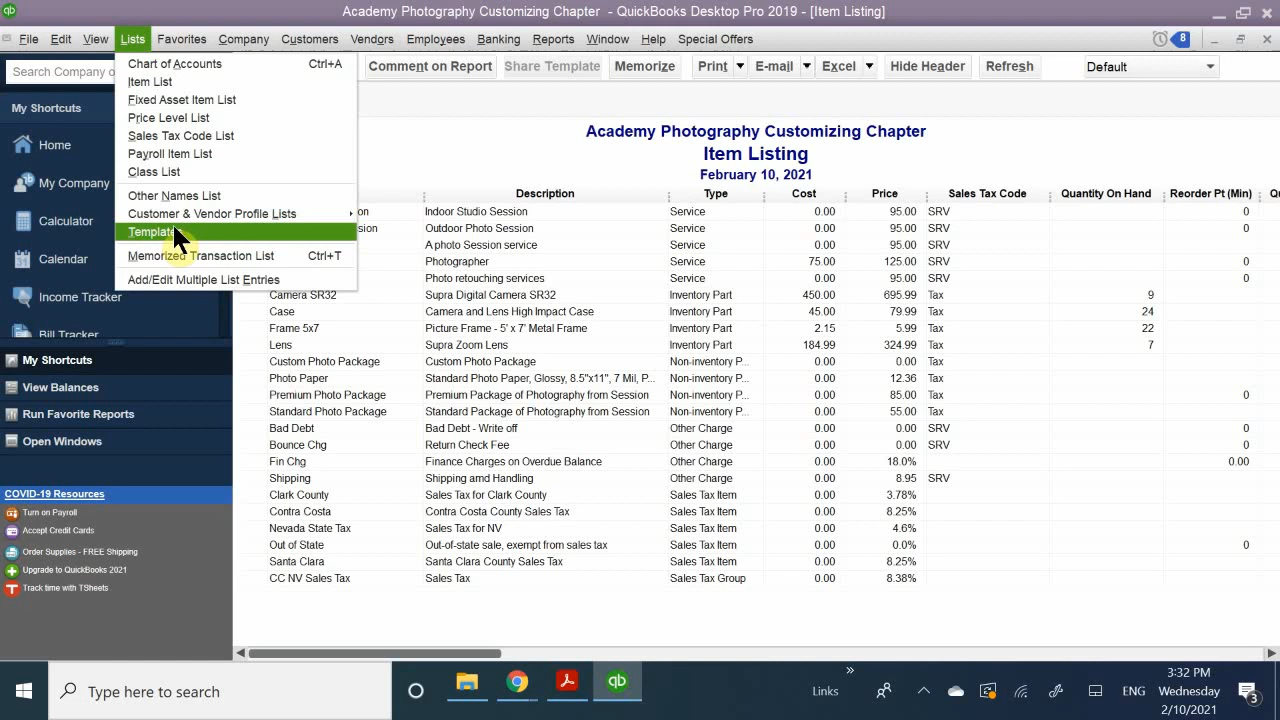 qb Academy Photography Customizing Chapter - QuickBooks Desktop Pro 2019 - [Item Listing]
File Edit View Lists Favorites Company Customers Vendors Employees Banking Reports Window Help Special Offers 8
Search Company o
Chart of Accounts Ctrl+A
Item List
Fixed Asset Item List
Price Level List
Sales Tax Code List
Payroll Item List
Class List
Other Names List
Customer & Vendor Profile Lists
Template
Memorized Transaction List Ctrl+T
Add/Edit Multiple List Entries
Comment on Report Share Template Memorize Print E-mail Excel Hide Header Refresh Default
My Shortcuts
Home
My Company
Calculator
Calendar
Income Tracker
Bill Tracker
My Shortcuts
View Balances
Run Favorite Reports
Open Windows
COVID-19 Resources
Turn on Payroll
Accept Credit Cards
Order Supplies - FREE Shipping
Upgrade to QuickBooks 2021
Track time with TSheets
Academy Photography Customizing Chapter
Item Listing
February 10, 2021
Description Type Cost Price Sales Tax Code Quantity On Hand Reorder Pt (Min) Qu
on Indoor Studio Session Service 0.00 95.00 SRV 0
sion Outdoor Photo Session Service 0.00 95.00 SRV 0
A photo Session service Service 0.00 95.00 SRV
Photographer Service 75.00 125.00 SRV 0
Photo retouching services Service 0.00 95.00 SRV 0
Camera SR32 Supra Digital Camera SR32 Inventory Part 450.00 695.99 Tax 9
Case Camera and Lens High Impact Case Inventory Part 45.00 79.99 Tax 24
Frame 5x7 Picture Frame - 5' x 7' Metal Frame Inventory Part 2.15 5.99 Tax 22
Lens Supra Zoom Lens Inventory Part 184.99 324.99 Tax 7
Custom Photo Package Custom Photo Package Non-inventory P... 0.00 0.00 Tax
Photo Paper Standard Photo Paper, Glossy, 8.5"x11", 7 Mil, P... Non-inventory P... 0.00 12.36 Tax
Premium Photo Package Premium Package of Photography from Session Non-inventory P... 0.00 85.00 Tax 0
Standard Photo Package Standard Package of Photography from Session Non-inventory P... 0.00 55.00 Tax
Bad Debt Bad Debt - Write off Other Charge 0.00 0.00 SRV 0
Bounce Chg Return Check Fee Other Charge 0.00 0.00 SRV 0
Fin Chg Finance Charges on Overdue Balance Other Charge 0.00 18.0% 0.00
Shipping Shipping amd Handling Other Charge 0.00 8.95 SRV
Clark County Sales Tax for Clark County Sales Tax Item 0.00 3.78%
Contra Costa Contra Costa County Sales Tax Sales Tax Item 0.00 8.25%
Nevada State Tax Sales Tax for NV Sales Tax Item 0.00 4.6%
Out of State Out-of-state sale, exempt from sales tax Sales Tax Item 0.00 0.0% 0
Santa Clara Santa Clara County Sales Tax Sales Tax Item 0.00 8.25%
CC NV Sales Tax Sales Tax Sales Tax Group 0.00 8.38%
Type here to search
qb
Links
ENG
3:32 PM
Wednesday
2/10/2021
3